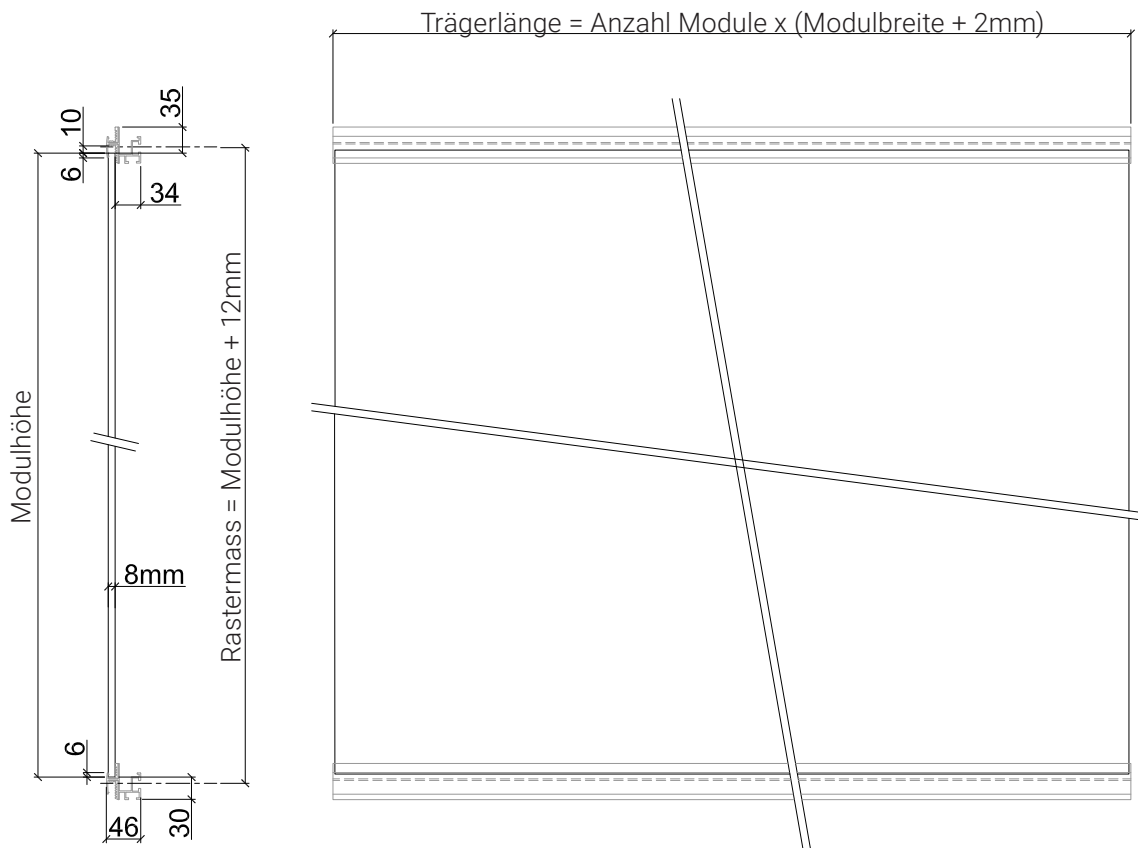 Trägerlänge = Anzahl Module x (Modulbreite + 2mm)
35
10
6
34
Rastermass = Modulhöhe + 12mm
Modulhöhe
8mm
6
46
30